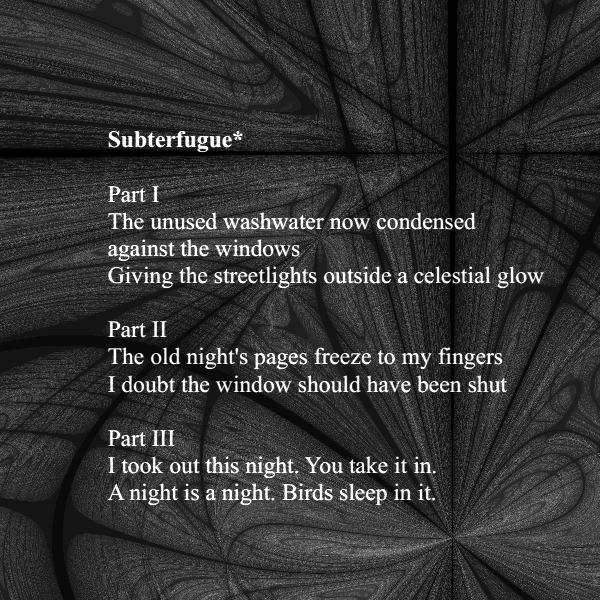 Subterfugue*
Part I
The unused washwater now condensed
against the windows
Giving the streetlights outside a celestial glow
Part II
The old night's pages freeze to my fingers
I doubt the window should have been shut
Part III
I took out this night. You take it in.
A night is a night. Birds sleep in it.